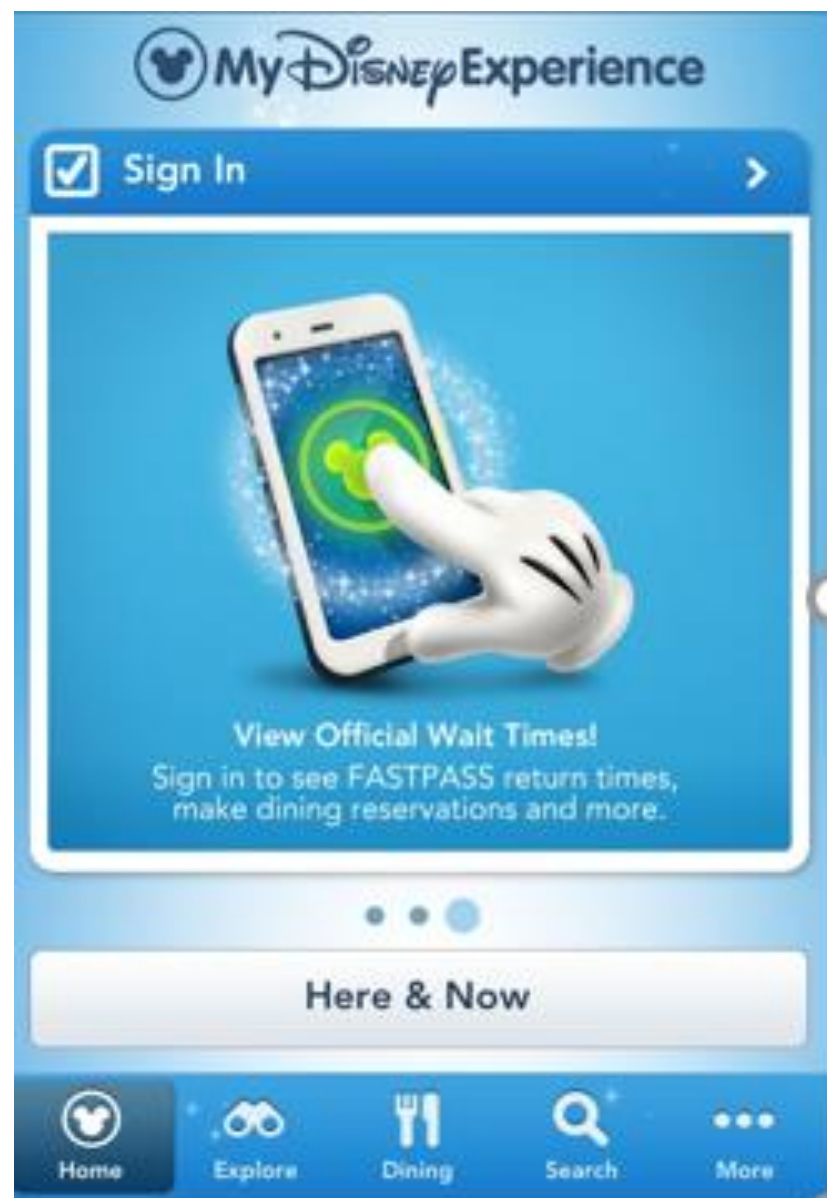 My Disney Experience
Sign In
View Official Wait Times!
Sign in to see FASTPASS return times,
make dining reservations and more.
Here & Now
Home Explore Dining Search More